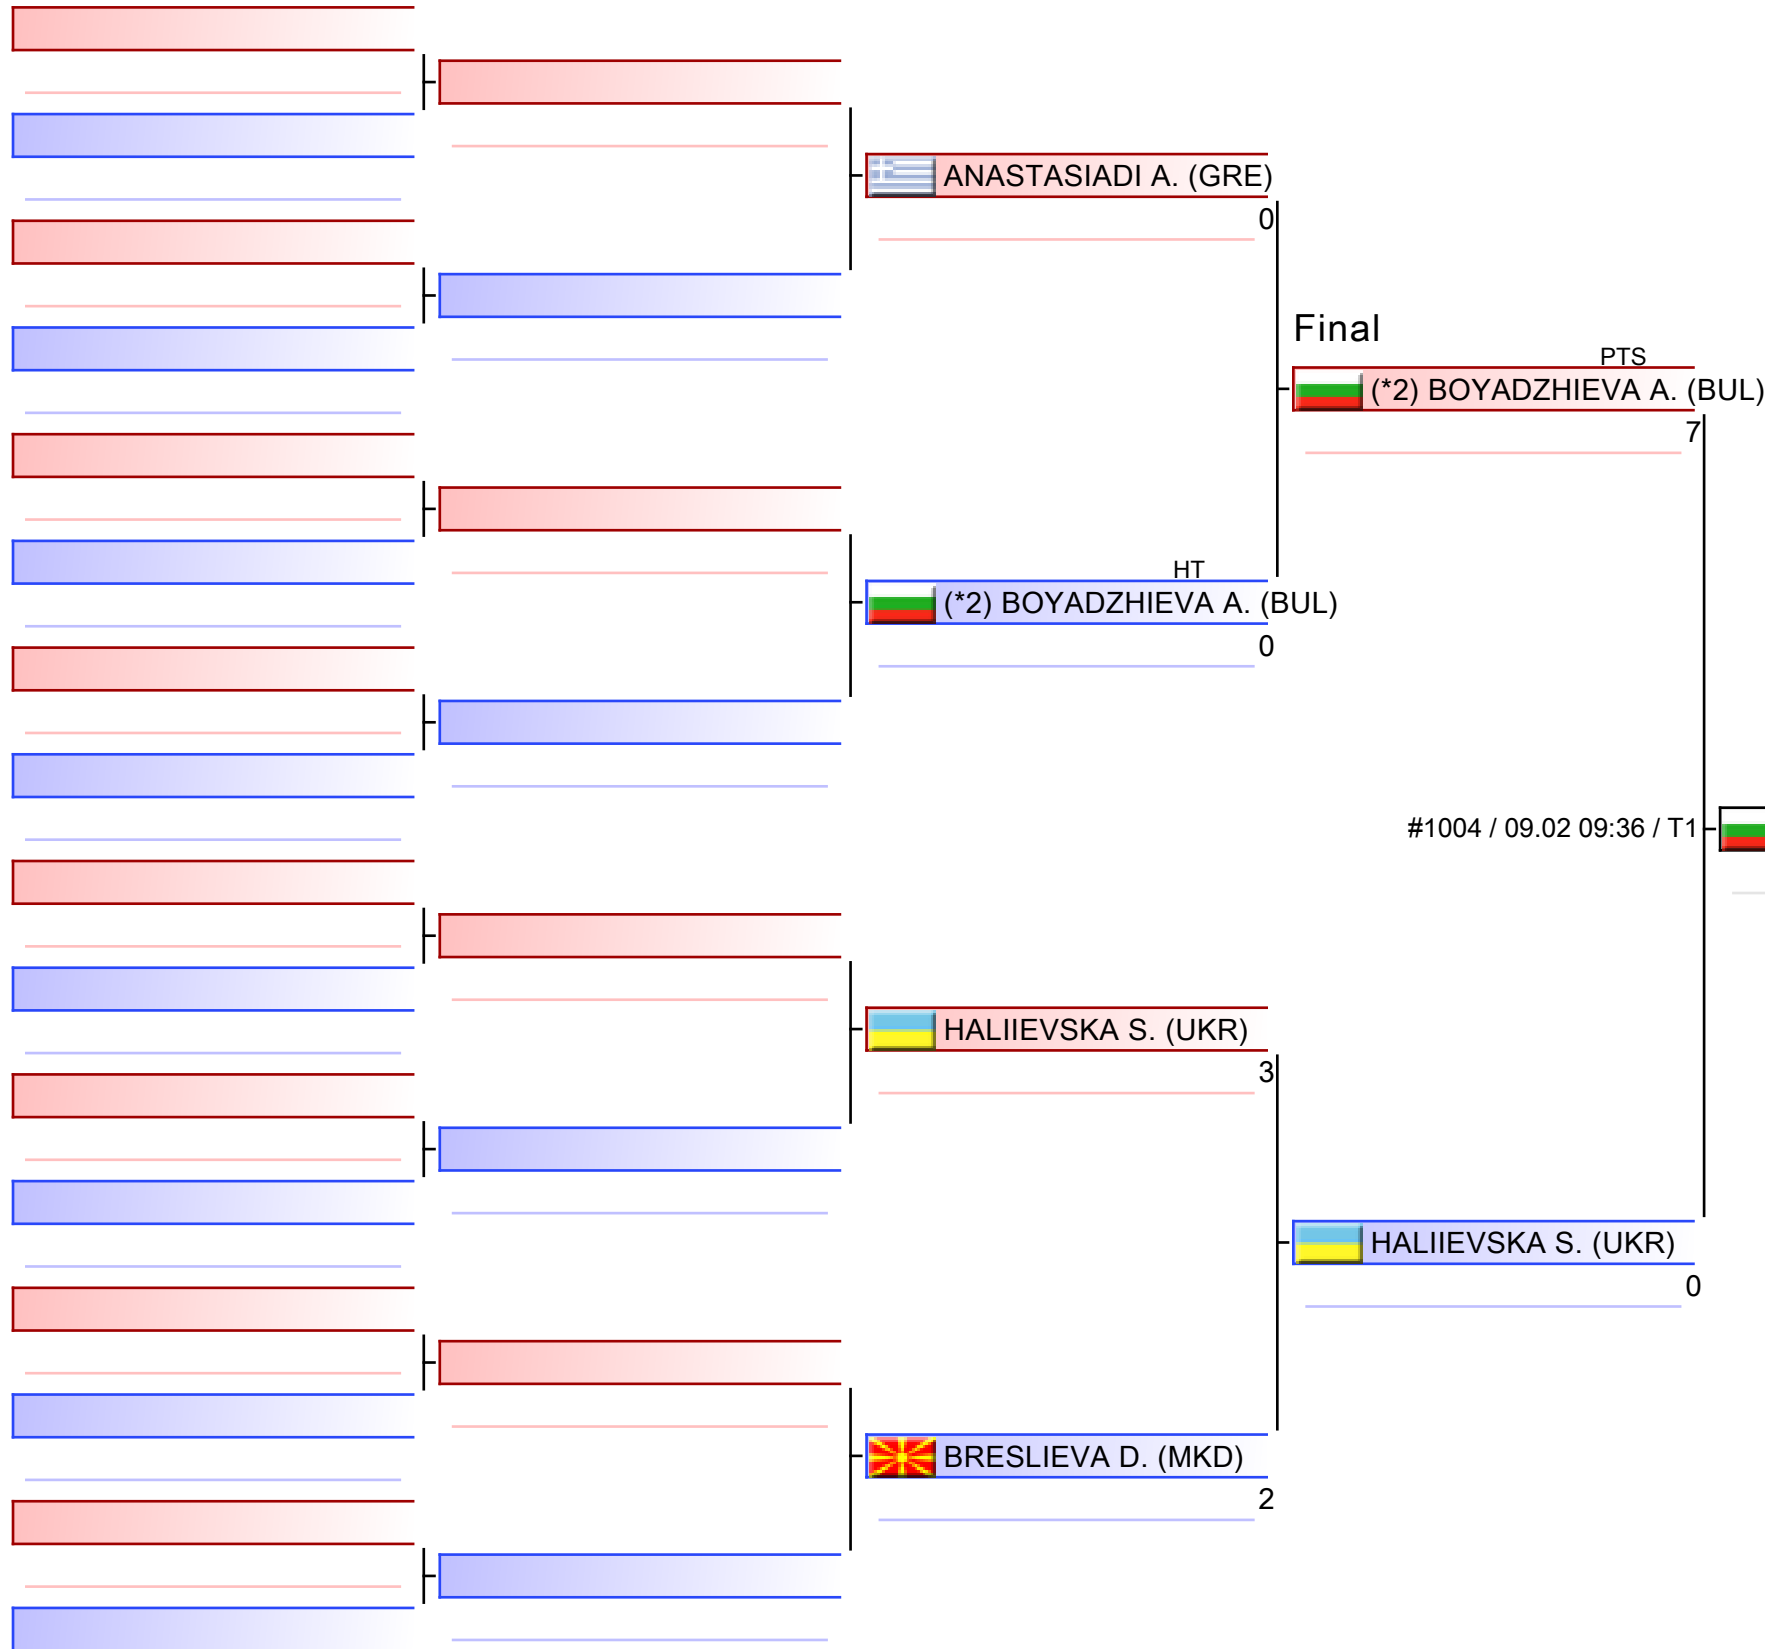 ANASTASIADI A. (GRE)
0
Final
PTS
(*2) BOYADZHIEVA A. (BUL)
7
HT
(*2) BOYADZHIEVA A. (BUL)
0
#1004 / 09.02 09:36 / T1
HALIIEVSKA S. (UKR)
3
HALIIEVSKA S. (UKR)
0
BRESLIEVA D. (MKD)
2